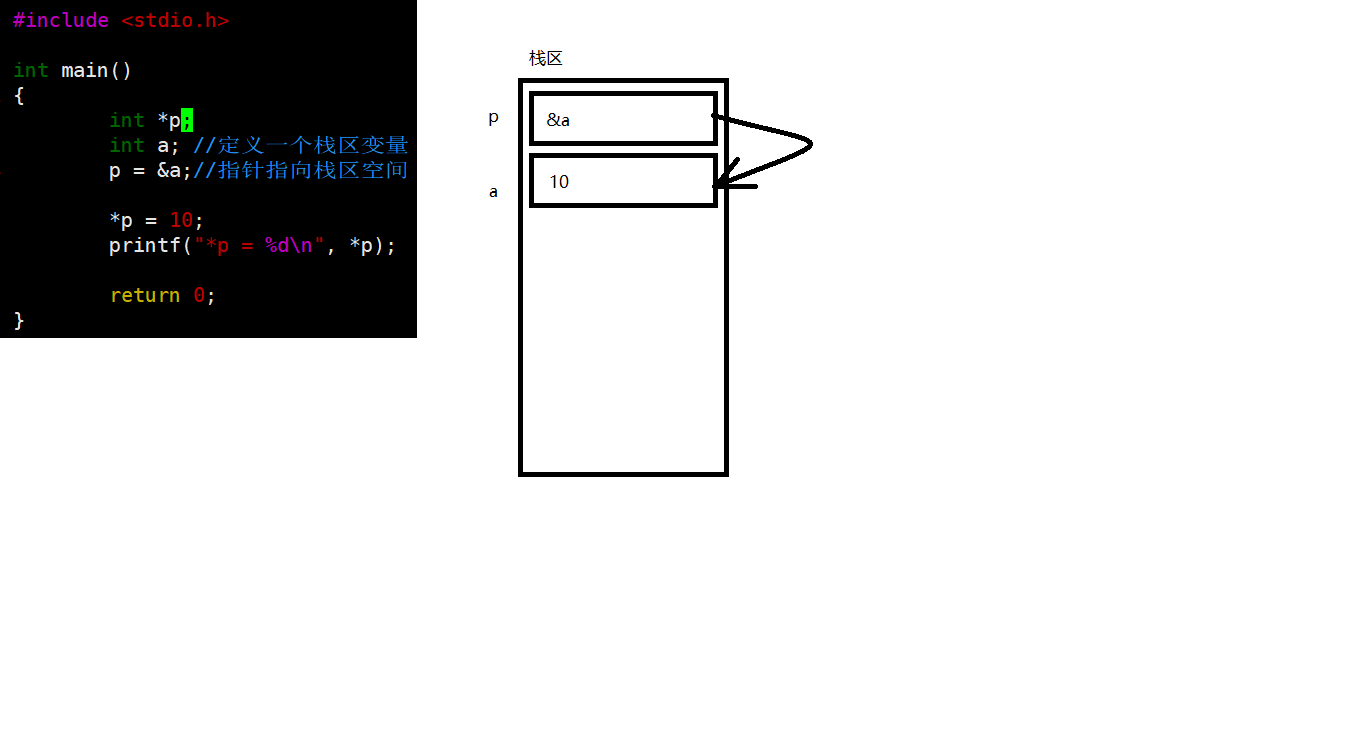 #include <stdio.h>
int main()
{
int *p;
int a; //定义一个栈区变量
p = &a;//指针指向栈区空间
*p = 10;
printf("*p = %d\n", *p);
return 0;
}
栈区
p
&a
a
10